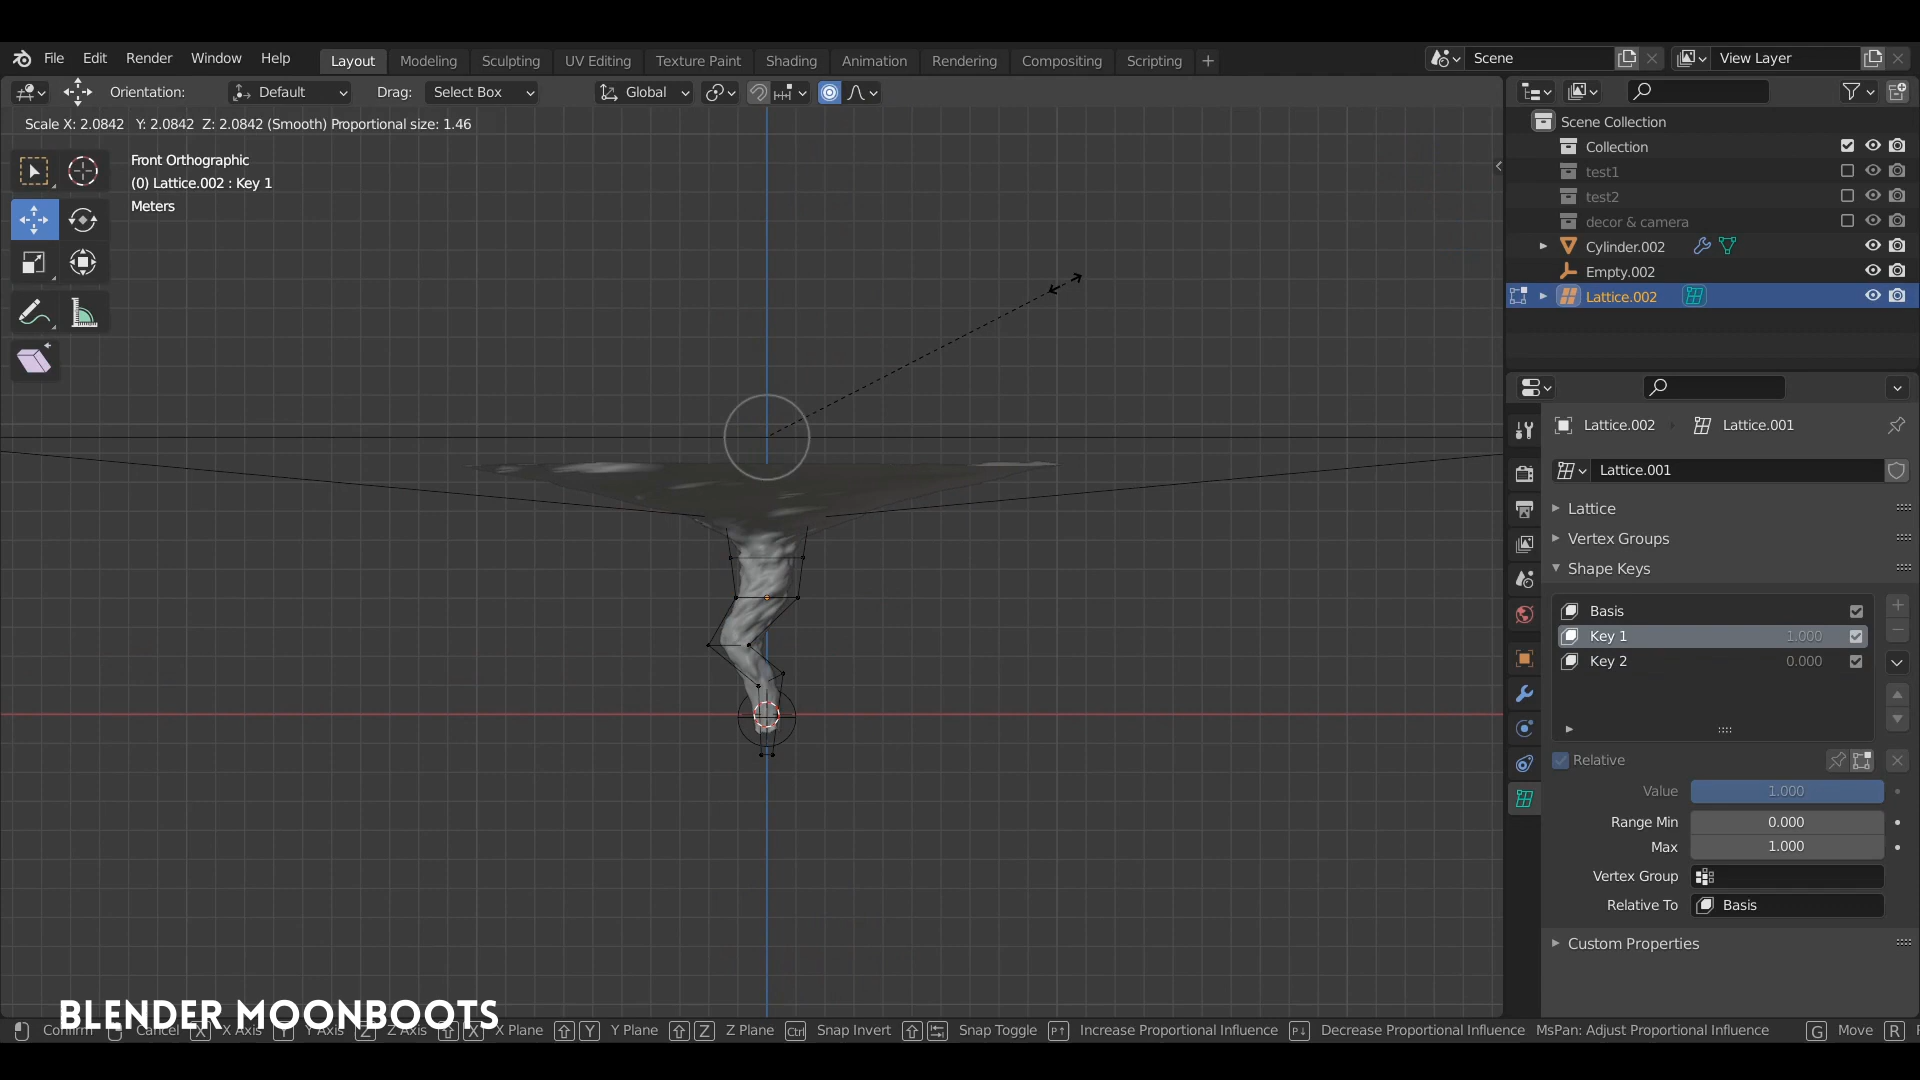 File Edit Render Window Help Layout Modeling Sculpting UV Editing Texture Paint Shading Animation Rendering Compositing Scripting + Scene View Layer
Orientation: Default Drag: Select Box Global
Scale X: 2.0842 Y: 2.0842 Z: 2.0842 (Smooth) Proportional size: 1.46
Front Orthographic
(0) Lattice.002 : Key 1
Meters
Scene Collection
Collection
test1
test2
decor & camera
Cylinder.002
Empty.002
Lattice.002
Lattice.002 Lattice.001
Lattice.001
Lattice
Vertex Groups
Shape Keys
Basis
Key 1 1.000
Key 2 0.000
Relative
Value 1.000
Range Min 0.000
Max 1.000
Vertex Group
Relative To Basis
Custom Properties
BLENDER MOONBOOTS
Confirm Cancel X X Axis Y Y Axis Z Z Axis X X Plane Y Y Plane Z Z Plane Ctrl Snap Invert Snap Toggle Increase Proportional Influence Decrease Proportional Influence MsPan: Adjust Proportional Influence G Move R